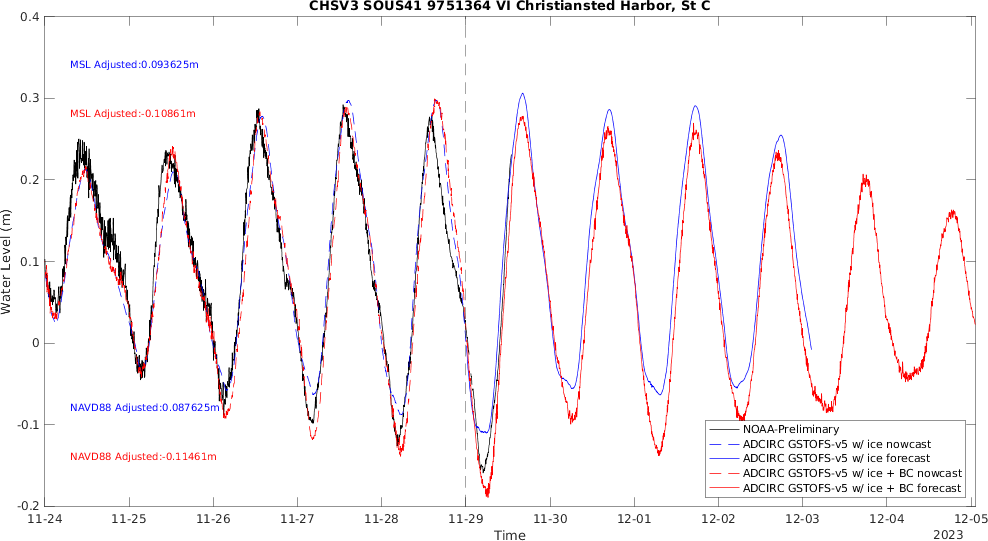 CHSV3 SOUS41 9751364 VI Christiansted Harbor, St C
0.4
0.3
0.2
0.1
0
-0.1
-0.2
Water Level (m)
MSL Adjusted:0.093625m
MSL Adjusted:-0.10861m
NAVD88 Adjusted:0.087625m
NAVD88 Adjusted:-0.11461m
NOAA-Preliminary
ADCIRC GSTOFS-v5 w/ ice nowcast
ADCIRC GSTOFS-v5 w/ ice forecast
ADCIRC GSTOFS-v5 w/ ice + BC nowcast
ADCIRC GSTOFS-v5 w/ ice + BC forecast
11-24 11-25 11-26 11-27 11-28 11-29 11-30 12-01 12-02 12-03 12-04 12-05
Time
2023